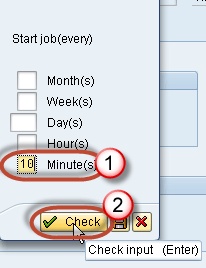 Start job(every)
Month(s)
Week(s)
Day(s)
Hour(s)
10 Minute(s) 1
2
Check
Check input (Enter)